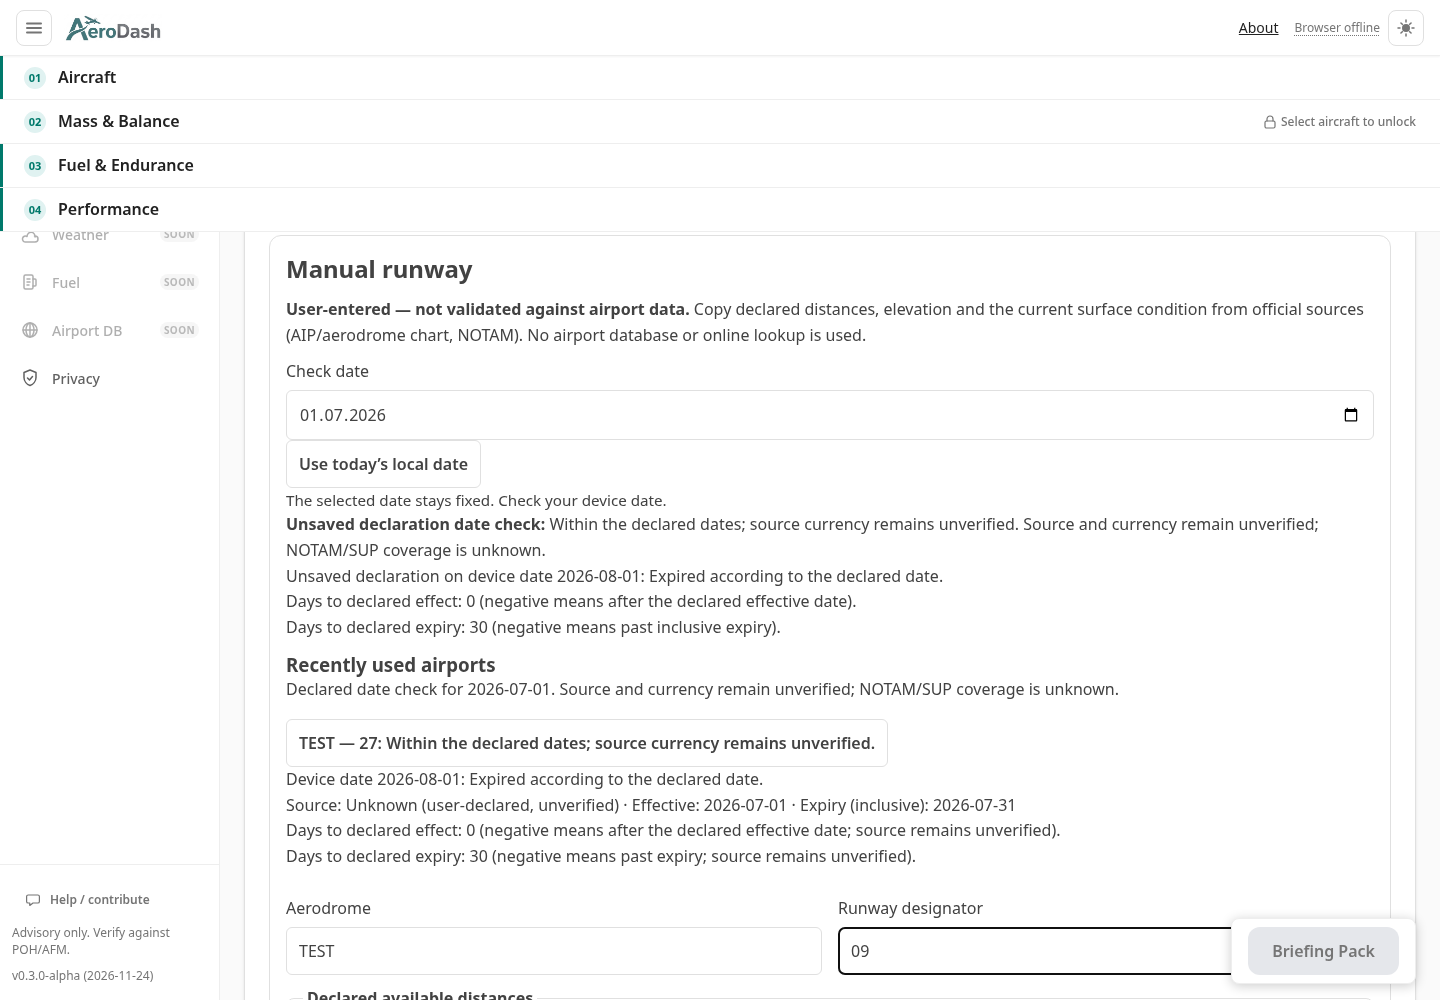 AeroDash
About
Browser offline
01 Aircraft
02 Mass & Balance
Select aircraft to unlock
03 Fuel & Endurance
04 Performance
Weather SOON
Fuel SOON
Airport DB SOON
Privacy
Manual runway
User-entered — not validated against airport data. Copy declared distances, elevation and the current surface condition from official sources
(AIP/aerodrome chart, NOTAM). No airport database or online lookup is used.
Check date
01.07.2026
Use today’s local date
The selected date stays fixed. Check your device date.
Unsaved declaration date check: Within the declared dates; source currency remains unverified. Source and currency remain unverified;
NOTAM/SUP coverage is unknown.
Unsaved declaration on device date 2026-08-01: Expired according to the declared date.
Days to declared effect: 0 (negative means after the declared effective date).
Days to declared expiry: 30 (negative means past inclusive expiry).
Recently used airports
Declared date check for 2026-07-01. Source and currency remain unverified; NOTAM/SUP coverage is unknown.
TEST — 27: Within the declared dates; source currency remains unverified.
Device date 2026-08-01: Expired according to the declared date.
Source: Unknown (user-declared, unverified) · Effective: 2026-07-01 · Expiry (inclusive): 2026-07-31
Days to declared effect: 0 (negative means after the declared effective date; source remains unverified).
Days to declared expiry: 30 (negative means past expiry; source remains unverified).
Aerodrome
TEST
Runway designator
09
Declared available distances
Briefing Pack
Help / contribute
Advisory only. Verify against
POH/AFM.
v0.3.0-alpha (2026-11-24)